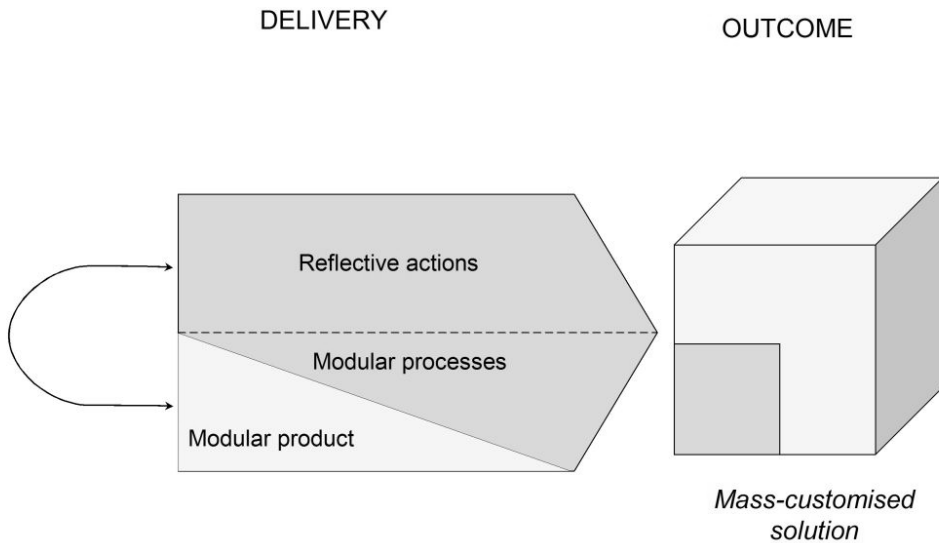 DELIVERY
OUTCOME
Reflective actions
Modular processes
Modular product
Mass-customised
solution